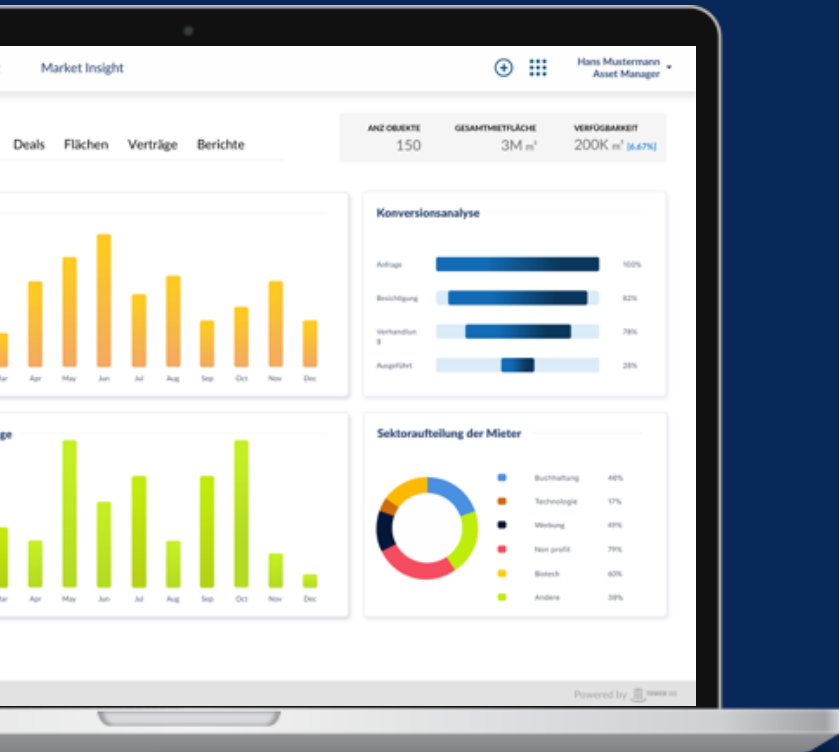 Market Insight
Hans Mustermann
Asset Manager
Deals Flächen Verträge Berichte
ANZ OBJEKTE GESAMTMIETFLÄCHE VERFÜGBARKEIT
150 3M m² 200K m² [6.67%]
Konversionsanalyse
Anfrage 100%
Besichtigung 82%
Verhandlun
g
78%
Ausgeführt 28%
Apr May Jun Jul Aug Sep Oct Nov Dec
ge
Sektoraufteilung der Mieter
Buchhaltung 46%
Technologie 17%
Werbung 49%
Non profit 79%
Biotech 60%
Andere 38%
Apr May Jun Jul Aug Sep Oct Nov Dec
Powered by